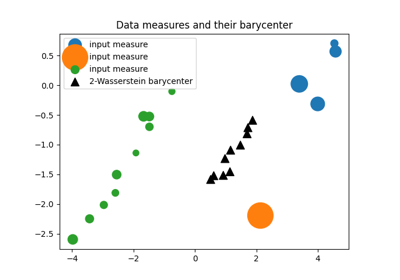 Data measures and their barycenter
input measure
input measure
input measure
2-Wasserstein barycenter
0.5
0.0
−0.5
−1.0
−1.5
−2.0
−2.5
−4
−2
0
2
4